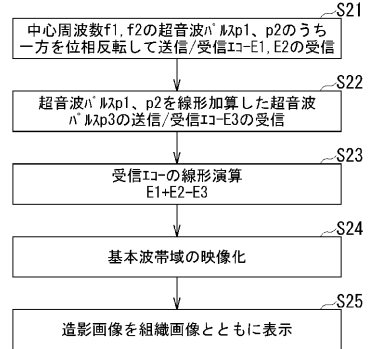 S21
中心周波数f1,f2の超音波ﾊﾟﾙｽp1、p2のうち
一方を位相反転して送信/受信ｴｺｰE1,E2の受信
S22
超音波ﾊﾟﾙｽp1、p2を線形加算した超音波
ﾊﾟﾙｽp3の送信/受信ｴｺｰE3の受信
S23
受信ｴｺｰの線形演算
E1+E2-E3
S24
基本波帯域の映像化
S25
造影画像を組織画像とともに表示